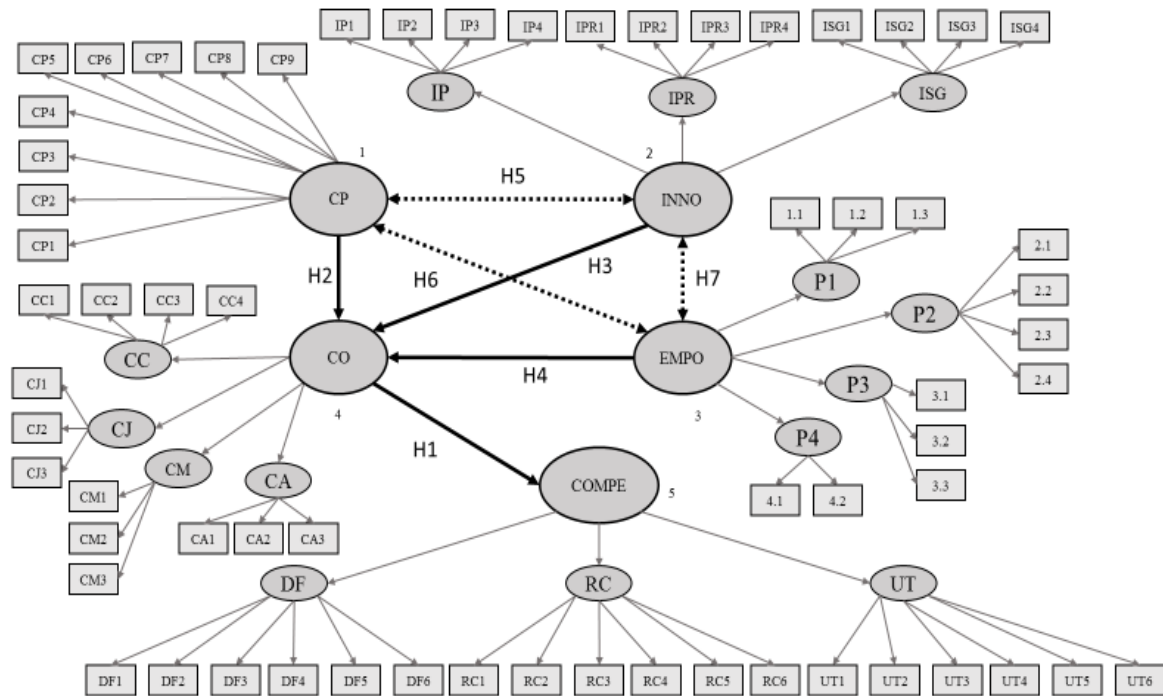 IP1 IP2 IP3 IP4 IPR1 IPR2 IPR3 IPR4 ISG1 ISG2 ISG3 ISG4
CP5 CP6 CP7 CP8 CP9
IP IPR ISG
CP4
CP3
1 2
CP2 CP H5 INNO
1.1 1.2 1.3
CP1
2.1
H2 H6 H3 H7
P1
2.2
CC1 CC2 CC3 CC4
P2
2.3
CC CO H4 EMPO
2.4
CJ1
P3
3.1
CJ2 CJ
4 3
P4
3.2
CJ3 CM H1
3.3
CA COMPE 5
CM1
4.1 4.2
CM2 CA1 CA2 CA3
CM3
DF RC UT
DF1 DF2 DF3 DF4 DF5 DF6 RC1 RC2 RC3 RC4 RC5 RC6 UT1 UT2 UT3 UT4 UT5 UT6